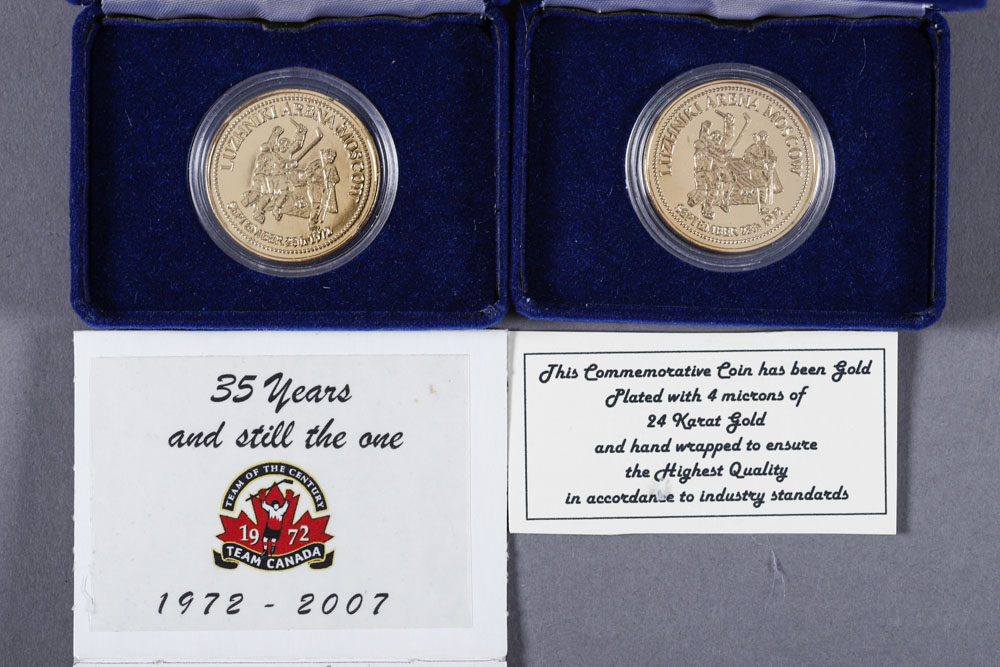 LUZHNIKI ARENA MOSCOW
SEPTEMBER 28th 1972
LUZHNIKI ARENA MOSCOW
SEPTEMBER 28th 1972
35 Years
and still the one
TEAM OF THE CENTURY
1972
TEAM CANADA
1972 - 2007
This Commemorative Coin has been Gold
Plated with 4 microns of
24 Karat Gold
and hand wrapped to ensure
the Highest Quality
in accordance to industry standards